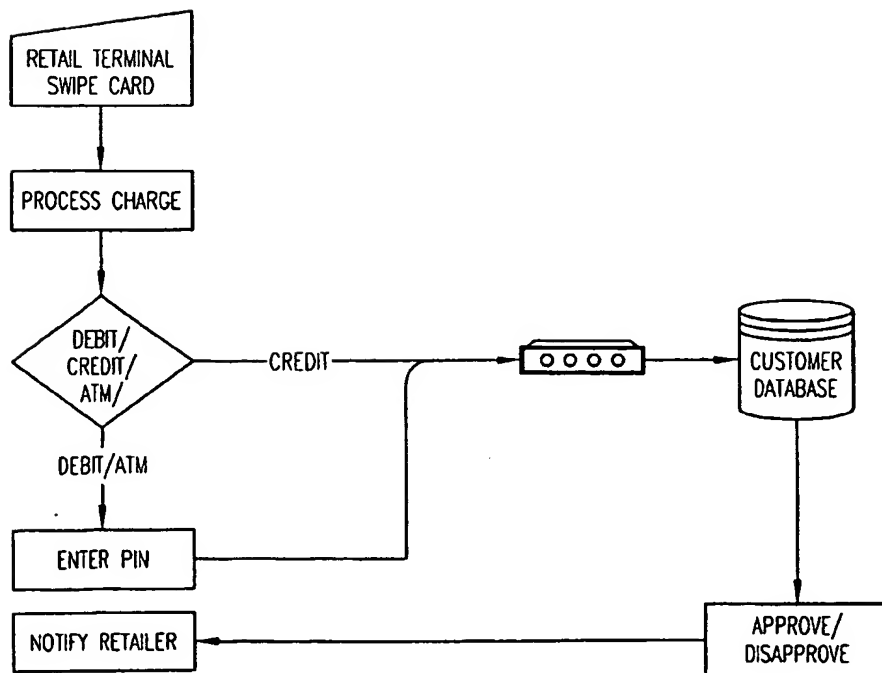 RETAIL TERMINAL
SWIPE CARD
PROCESS CHARGE
DEBIT/
CREDIT/
ATM/
CREDIT
CUSTOMER
DATABASE
DEBIT/ATM
ENTER PIN
NOTIFY RETAILER
APPROVE/
DISAPPROVE